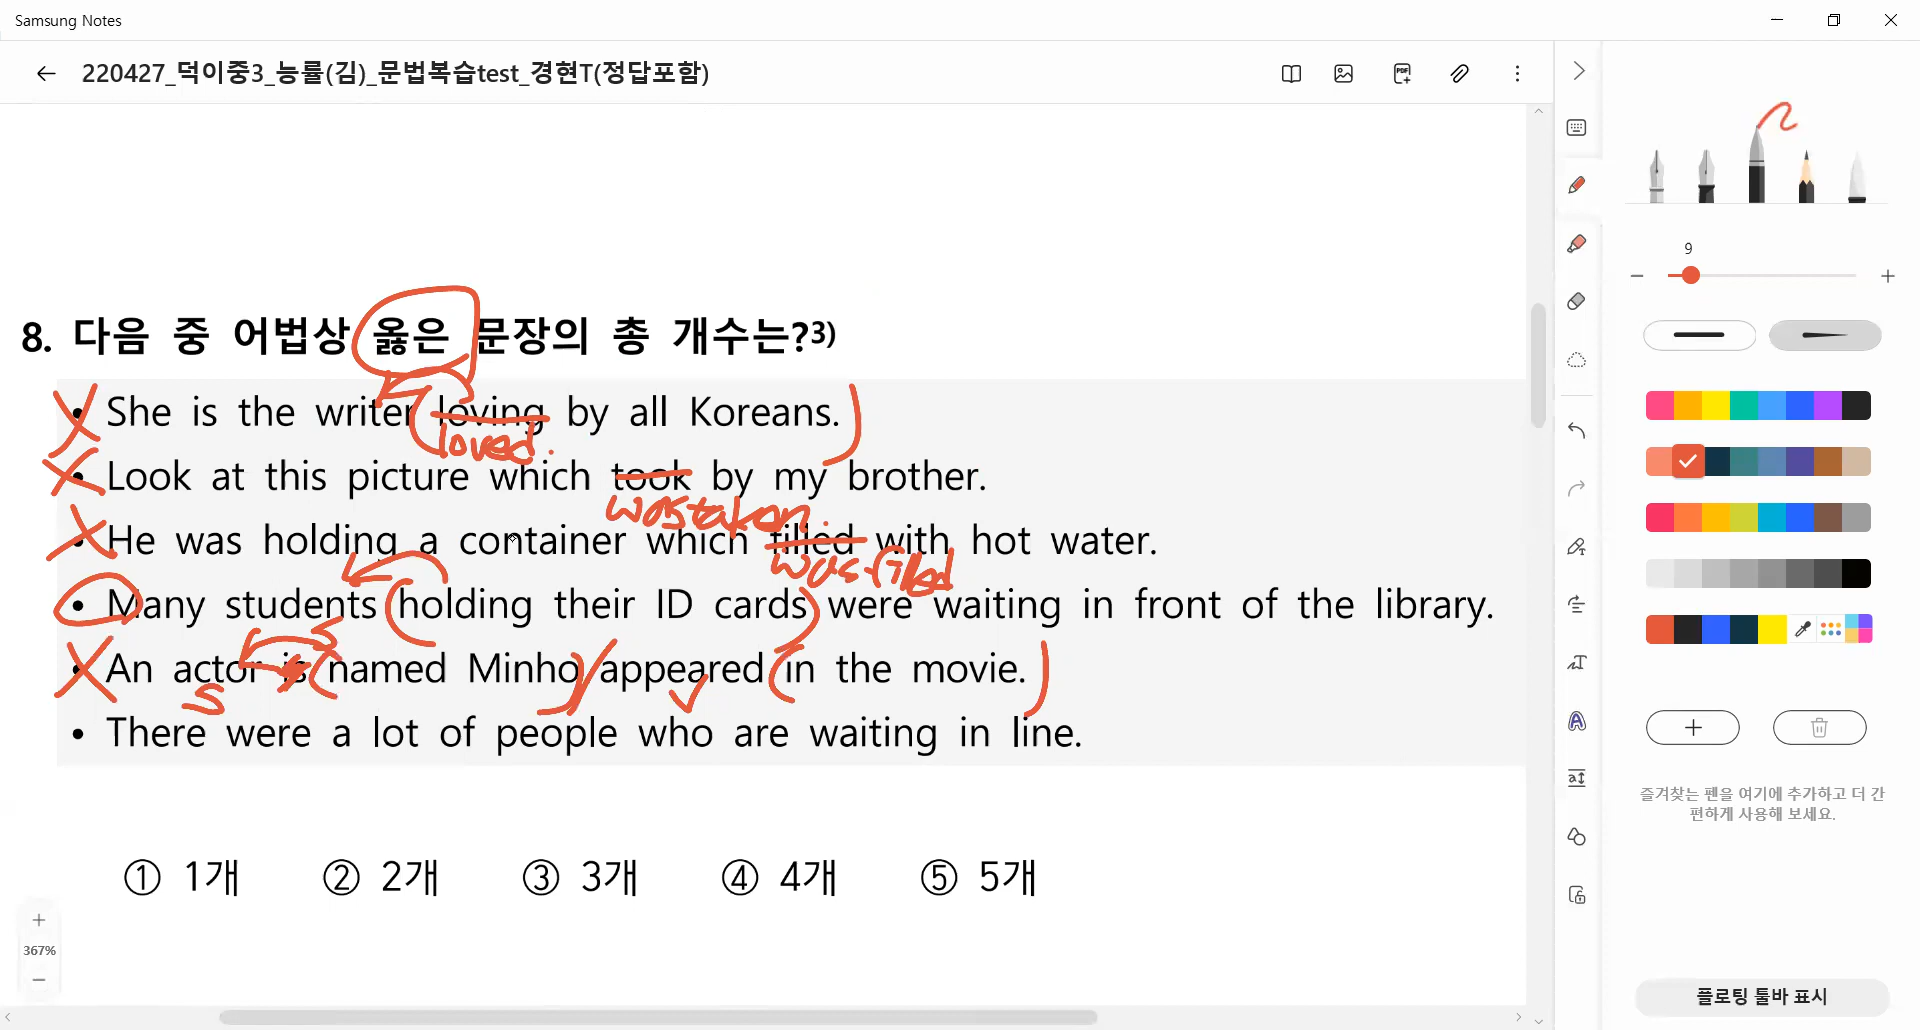 Samsung Notes
220427_덕이중3_능률(김)_문법복습test_경현T(정답포함)
9
8. 다음 중 어법상 옳은 문장의 총 개수는?3)
• She is the writer loving by all Koreans.
loved.
• Look at this picture which took by my brother.
was taken.
• He was holding a container which filled with hot water.
was filled
• Many students holding their ID cards were waiting in front of the library.
• An actor is named Minho appeared in the movie.
S
• There were a lot of people who are waiting in line.
① 1개 ② 2개 ③ 3개 ④ 4개 ⑤ 5개
367%
즐겨찾는 펜을 여기에 추가하고 더 간
편하게 사용해 보세요.
플로팅 툴바 표시